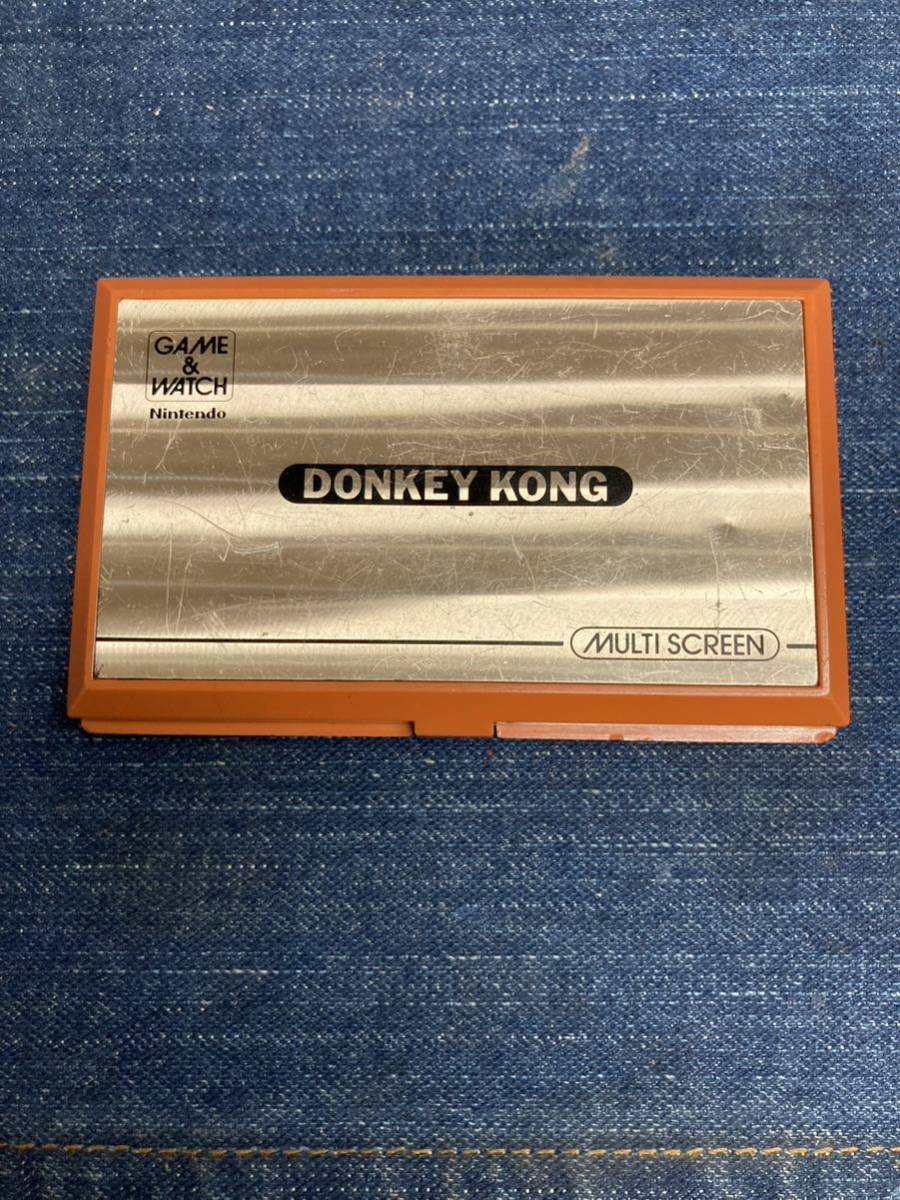 GAME
&
WATCH
Nintendo
DONKEY KONG
MULTI SCREEN